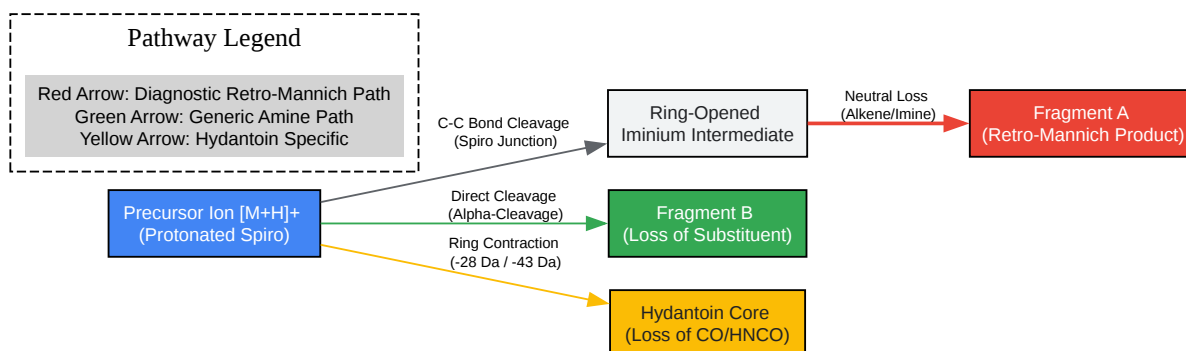 Pathway Legend
Red Arrow: Diagnostic Retro-Mannich Path
Green Arrow: Generic Amine Path
Yellow Arrow: Hydantoin Specific
Precursor Ion [M+H]+
(Protonated Spiro)
C-C Bond Cleavage
(Spiro Junction)
Ring-Opened
Iminium Intermediate
Neutral Loss
(Alkene/Imine)
Fragment A
(Retro-Mannich Product)
Direct Cleavage
(Alpha-Cleavage)
Fragment B
(Loss of Substituent)
Ring Contraction
(-28 Da / -43 Da)
Hydantoin Core
(Loss of CO/HNCO)